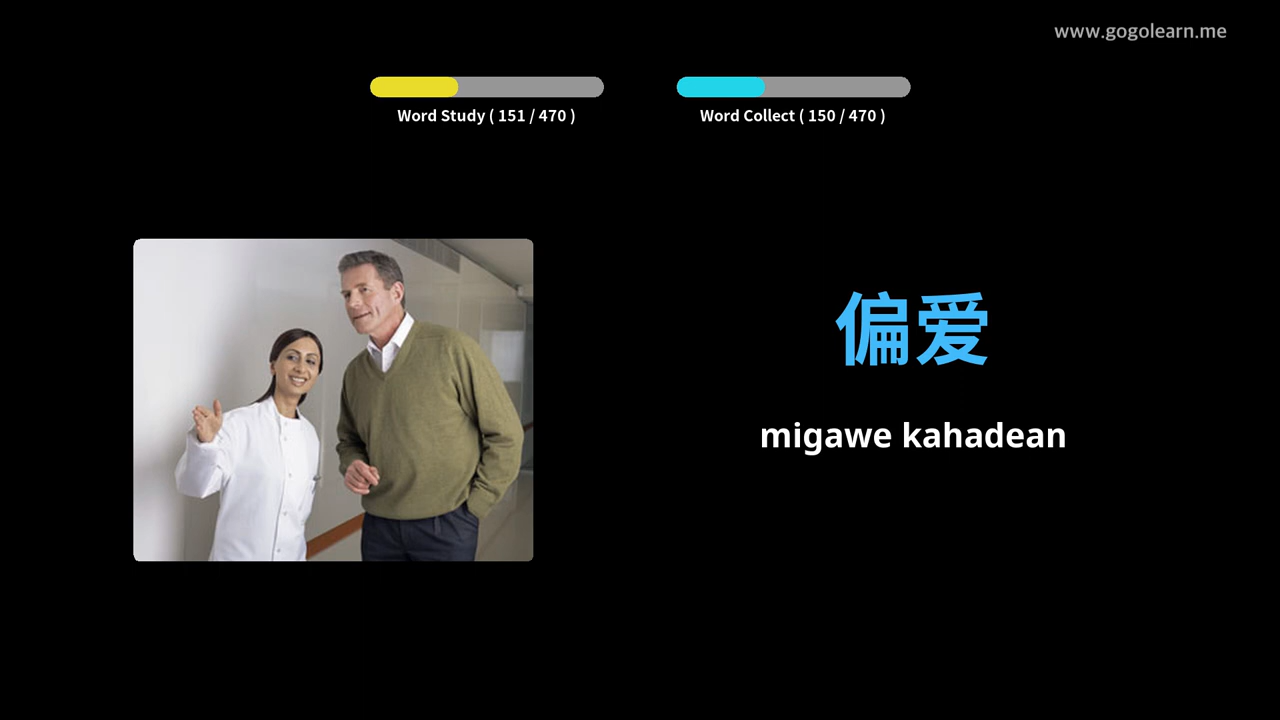 www.gogolearn.me
Word Study ( 151 / 470 )
Word Collect ( 150 / 470 )
偏爱
migawe kahadean